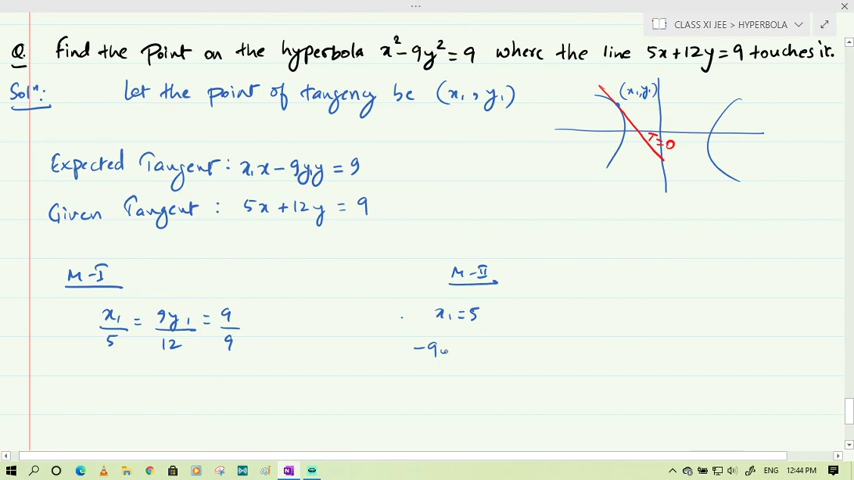 CLASS XI JEE > HYPERBOLA
Q. Find the Point on the hyperbola x² - 9y² = 9 where the line 5x + 12y = 9 touches it.
Solⁿ: Let the point of tangeny be (x₁, y₁)
(x₁, y₁)
T=0
Expected Tangent : x₁x - 9y₁y = 9
Given Tangent : 5x + 12y = 9
M-I
x₁/5 = 9y₁/12 = 9/9
M-II
x₁ = 5
-9
ENG 12:44 PM